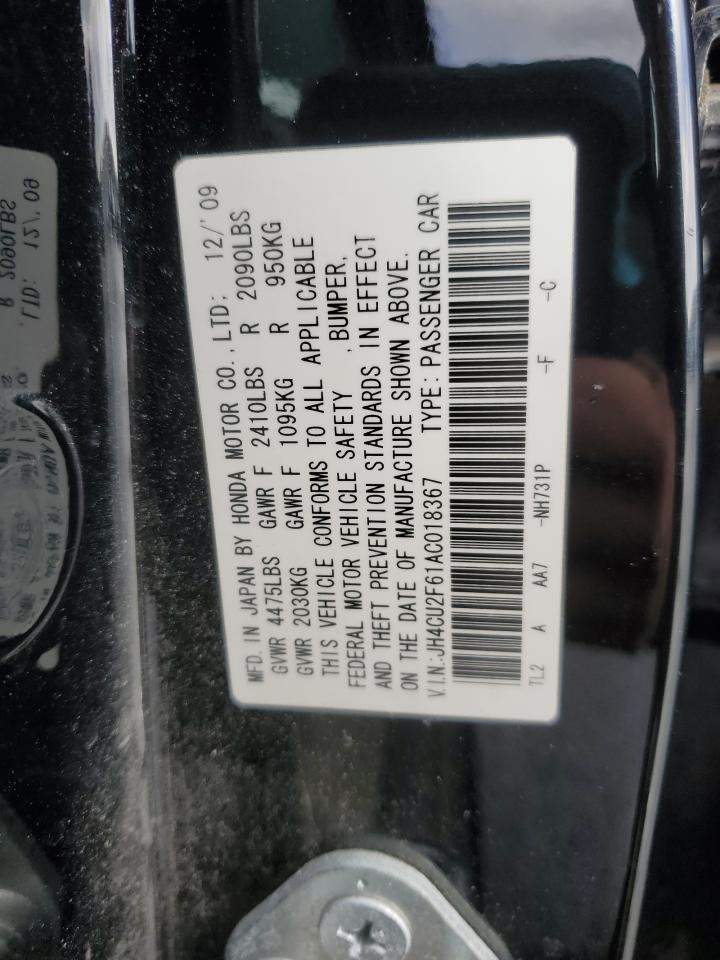 MFD. IN JAPAN BY HONDA MOTOR CO., LTD; 12/'09
GVWR 4475LBS GAWR F 2410LBS R 2090LBS
GVWR 2030KG GAWR F 1095KG R 950KG
THIS VEHICLE CONFORMS TO ALL APPLICABLE
FEDERAL MOTOR VEHICLE SAFETY , BUMPER,
AND THEFT PREVENTION STANDARDS IN EFFECT
ON THE DATE OF MANUFACTURE SHOWN ABOVE.
V.I.N.:JH4CU2F61AC018367 TYPE: PASSENGER CAR
TL2 A AA7 -NH731P -F -C